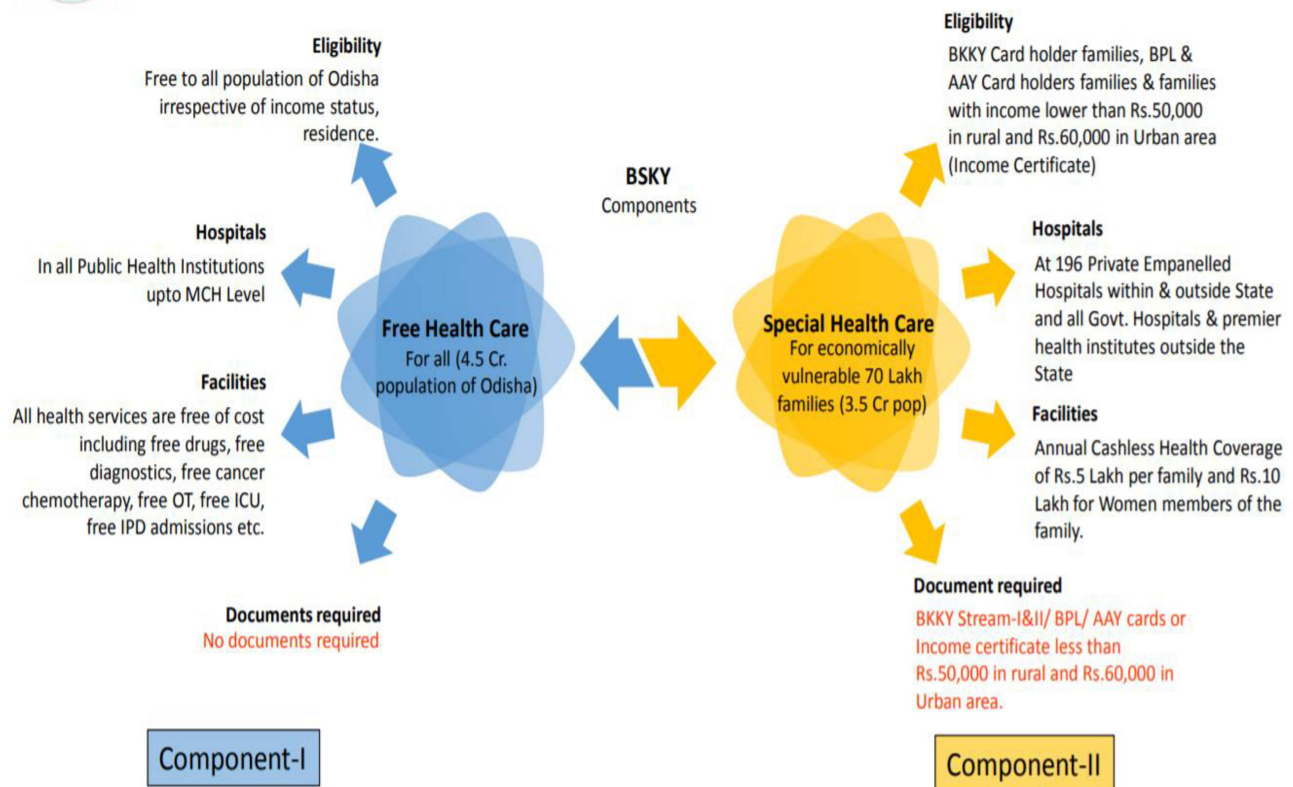 BSKY
Components
Eligibility
Free to all population of Odisha
irrespective of income status,
residence.
Hospitals
In all Public Health Institutions
upto MCH Level
Free Health Care
For all (4.5 Cr.
population of Odisha)
Facilities
All health services are free of cost
including free drugs, free
diagnostics, free cancer
chemotherapy, free OT, free ICU,
free IPD admissions etc.
Documents required
No documents required
Component-I
Eligibility
BKKY Card holder families, BPL &
AAY Card holders families & families
with income lower than Rs.50,000
in rural and Rs.60,000 in Urban area
(Income Certificate)
Hospitals
At 196 Private Empanelled
Hospitals within & outside State
and all Govt. Hospitals & premier
health institutes outside the
State
Special Health Care
For economically
vulnerable 70 Lakh
families (3.5 Cr pop)
Facilities
Annual Cashless Health Coverage
of Rs.5 Lakh per family and Rs.10
Lakh for Women members of the
family.
Document required
BKKY Stream-I&II/ BPL/ AAY cards or
Income certificate less than
Rs.50,000 in rural and Rs.60,000 in
Urban area.
Component-II